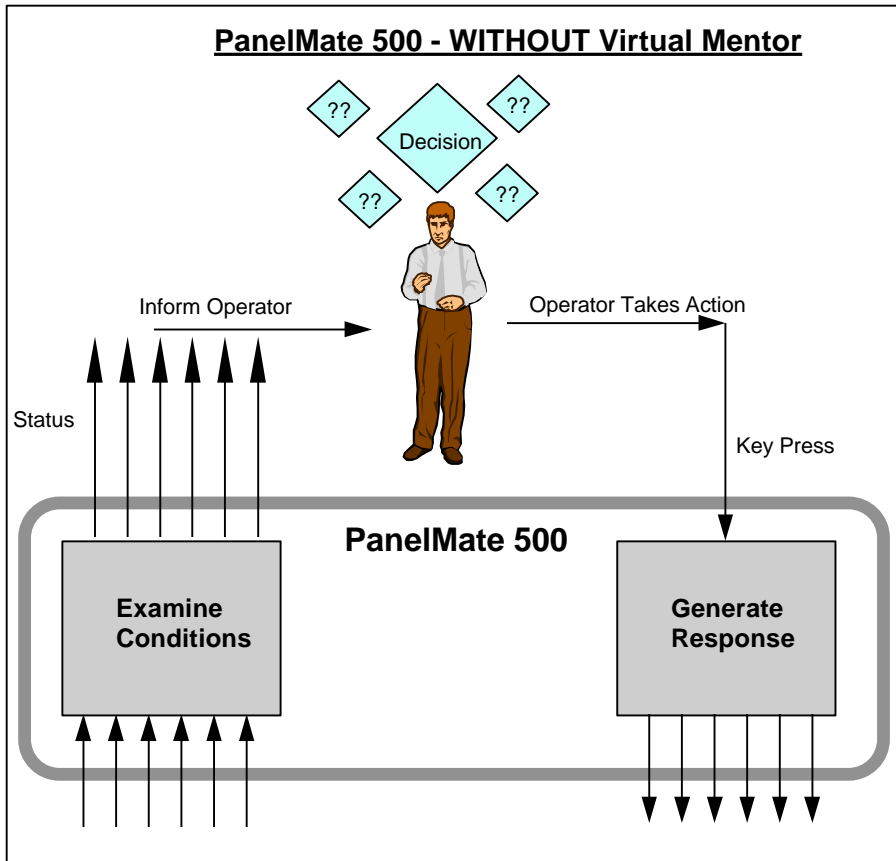 PanelMate 500 - WITHOUT Virtual Mentor
??
??
Decision
??
??
Inform Operator
Operator Takes Action
Status
Key Press
PanelMate 500
Examine
Conditions
Generate
Response